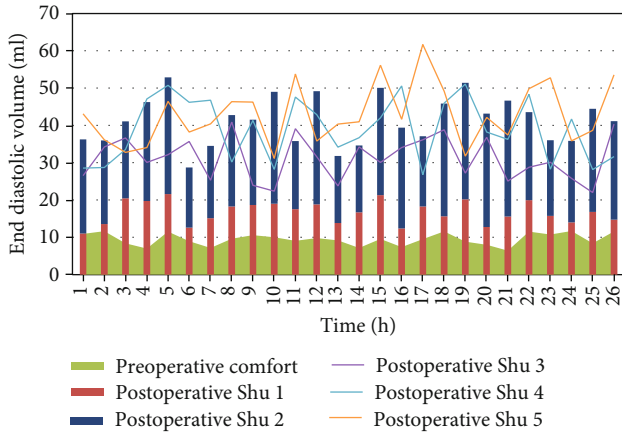 End diastolic volume (ml)
70
60
50
40
30
20
10
0
1 2 3 4 5 6 7 8 9 10 11 12 13 14 15 16 17 18 19 20 21 22 23 24 25 26
Time (h)
Preoperative comfort
Postoperative Shu 1
Postoperative Shu 2
Postoperative Shu 3
Postoperative Shu 4
Postoperative Shu 5